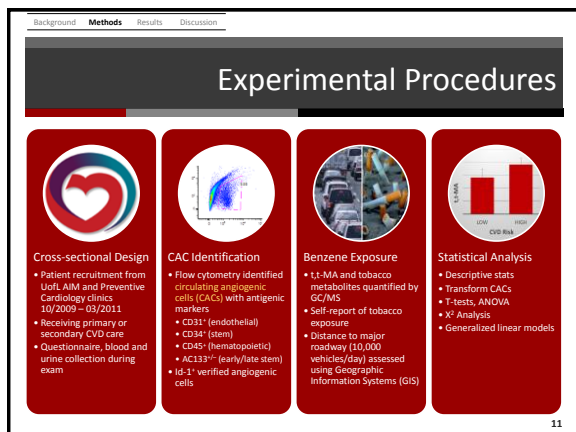 Background Methods Results Discussion
Experimental Procedures
Cross-sectional Design
• Patient recruitment from
UofL AIM and Preventive
Cardiology clinics
10/2009 – 03/2011
• Receiving primary or
secondary CVD care
• Questionnaire, blood and
urine collection during
exam
CAC Identification
• Flow cytometry identified
circulating angiogenic
cells (CACs) with antigenic
markers
• CD31⁺ (endothelial)
• CD34⁺ (stem)
• CD45⁺ (hematopoietic)
• AC133⁺/⁻ (early/late stem)
• Id-1⁺ verified angiogenic
cells
Benzene Exposure
• t,t-MA and tobacco
metabolites quantified by
GC/MS
• Self-report of tobacco
exposure
• Distance to major
roadway (10,000
vehicles/day) assessed
using Geographic
Information Systems (GIS)
t,t-MA
LOW HIGH
CVD Risk
Statistical Analysis
• Descriptive stats
• Transform CACs
• T-tests, ANOVA
• X² Analysis
• Generalized linear models
11